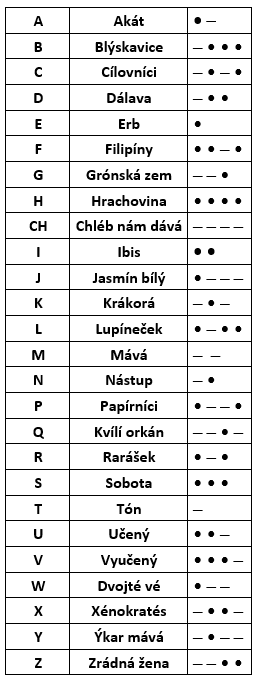 A Akát ● —
B Blýskavice — ● ● ●
C Cílovníci — ● — ●
D Dálava — ● ●
E Erb ●
F Filipíny ● ● — ●
G Grónská zem — — ●
H Hrachovina ● ● ● ●
CH Chléb nám dává — — — —
I Ibis ● ●
J Jasmín bílý ● — — —
K Krákorá — ● —
L Lupíneček ● — ● ●
M Mává — —
N Nástup — ●
P Papírníci ● — — ●
Q Kvílí orkán — — ● —
R Rarášek ● — ●
S Sobota ● ● ●
T Tón —
U Učený ● ● —
V Vyučený ● ● ● —
W Dvojté vé ● — —
X Xénokratés — ● ● —
Y Ýkar mává — ● — —
Z Zrádná žena — — ● ●